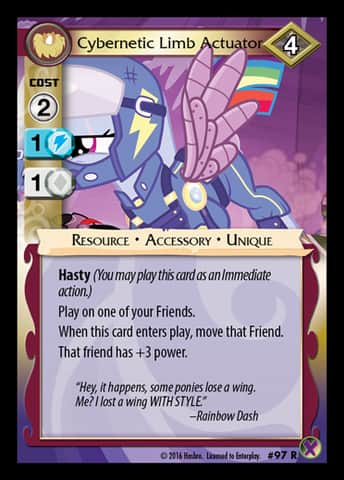 Cybernetic Limb Actuator
4
COST
2
1
1
RESOURCE • ACCESSORY • UNIQUE
Hasty (You may play this card as an Immediate
action.)
Play on one of your Friends.
When this card enters play, move that Friend.
That friend has +3 power.
"Hey, it happens, some ponies lose a wing.
Me? I lost a wing WITH STYLE."
–Rainbow Dash
© 2016 Hasbro. Licensed to Enterplay. #97 R